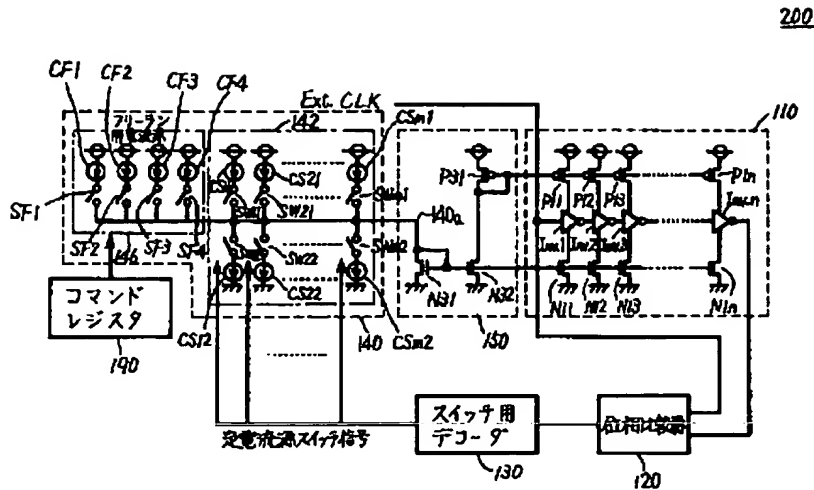 200
CF1
CF2
CF3
CF4
フリーラン
用電流源
Ext. CLK
142
CSm1
110
CS21
SW21
SWm1
P31
P11
P12
P13
P1n
SF1
SF2
SF3
SF4
146
140a
Inv1
Inv2
Inv3
Invn
SW22
SWm2
CS22
CS12
CSm2
N31
N32
N11
N12
N13
N1n
コマンド
レジスタ
190
140
150
定電流源スイッチ信号
スイッチ用
デコーダ
130
位相比較器
120